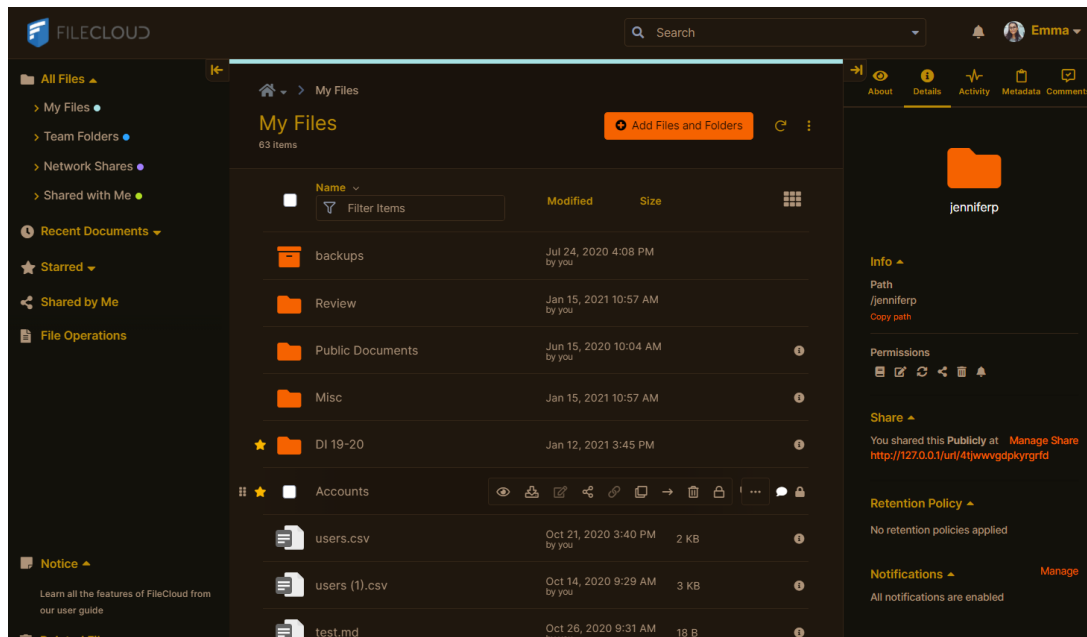 FILECLOUD
Search
Emma
All Files
My Files
Team Folders
Network Shares
Shared with Me
Recent Documents
Starred
Shared by Me
File Operations
Notice
Learn all the features of FileCloud from
our user guide
My Files
My Files
63 items
Add Files and Folders
Name
Filter Items
Modified
Size
backups
Jul 24, 2020 4:08 PM
by you
Review
Jan 15, 2021 10:57 AM
by you
Public Documents
Jun 15, 2020 10:04 AM
by you
Misc
Jan 15, 2021 10:57 AM
DI 19-20
Jan 12, 2021 3:45 PM
Accounts
users.csv
Oct 21, 2020 3:40 PM
by you
2 KB
users (1).csv
Oct 14, 2020 9:29 AM
by you
3 KB
test.md
Oct 26, 2020 9:31 AM
18 B
About
Details
Activity
Metadata
Comment
jenniferp
Info
Path
/jenniferp
Copy path
Permissions
Share
You shared this Publicly at
Manage Share
http://127.0.0.1/url/4tjwwvgdpkyrgrfd
Retention Policy
No retention policies applied
Notifications
Manage
All notifications are enabled